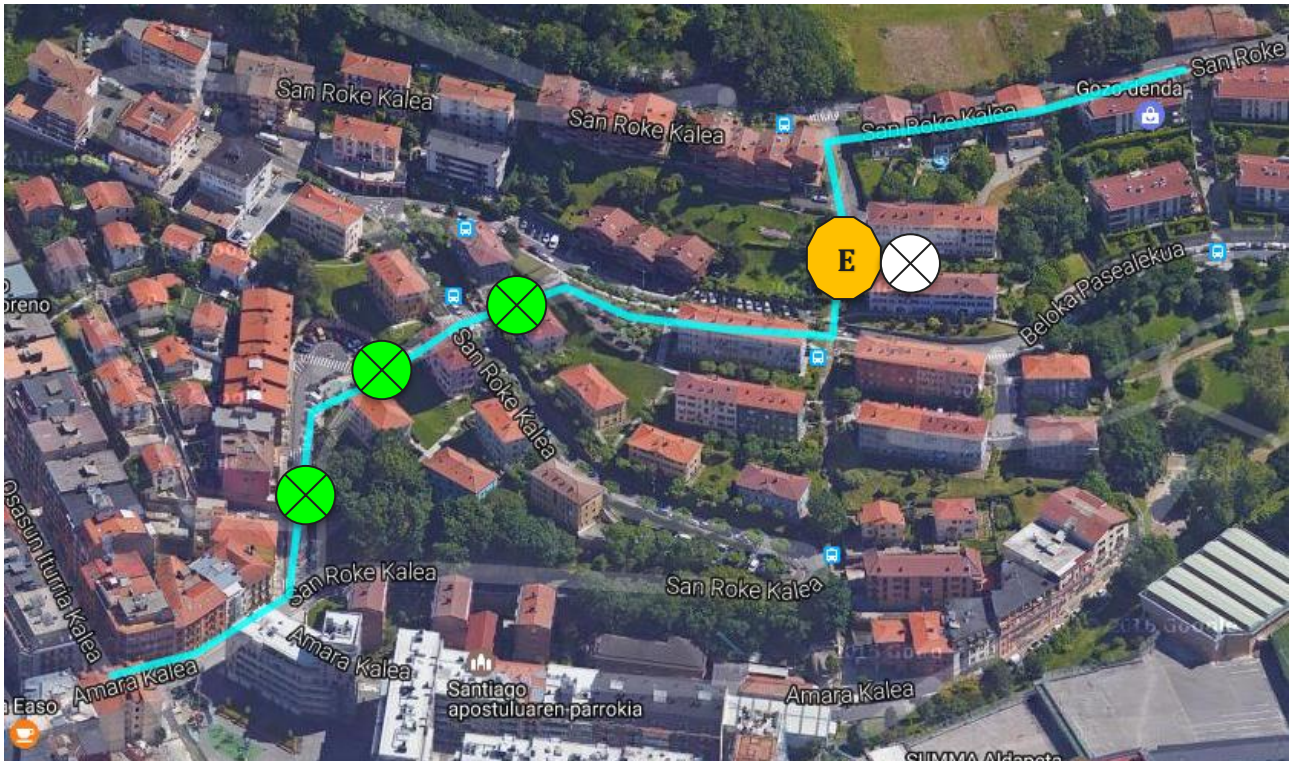 San Roke
Gozo denda
San Roke Kalea
San Roke Kalea
San Roke Kalea
E
Beloka Pasealekua
oreno
San Roke Kalea
Osasun Iturria Kalea
San Roke Kalea
San Roke Kalea
Amara Kalea
Amara Kalea
Santiago
apostuluaren parrokia
Amara Kalea
a Easo
SUMMA Aldapeta